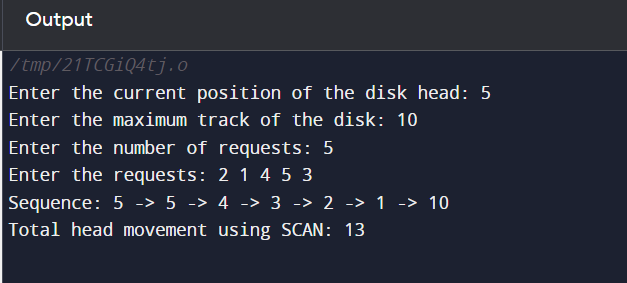 Output
/tmp/21TCGiQ4tj.o
Enter the current position of the disk head: 5
Enter the maximum track of the disk: 10
Enter the number of requests: 5
Enter the requests: 2 1 4 5 3
Sequence: 5 -> 5 -> 4 -> 3 -> 2 -> 1 -> 10
Total head movement using SCAN: 13